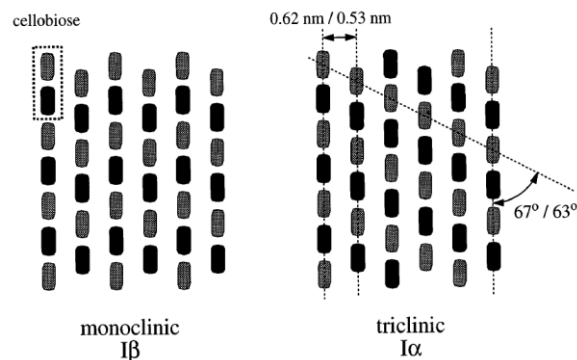 cellobiose
0.62 nm / 0.53 nm
67° / 63°
monoclinic
Iβ
triclinic
Iα